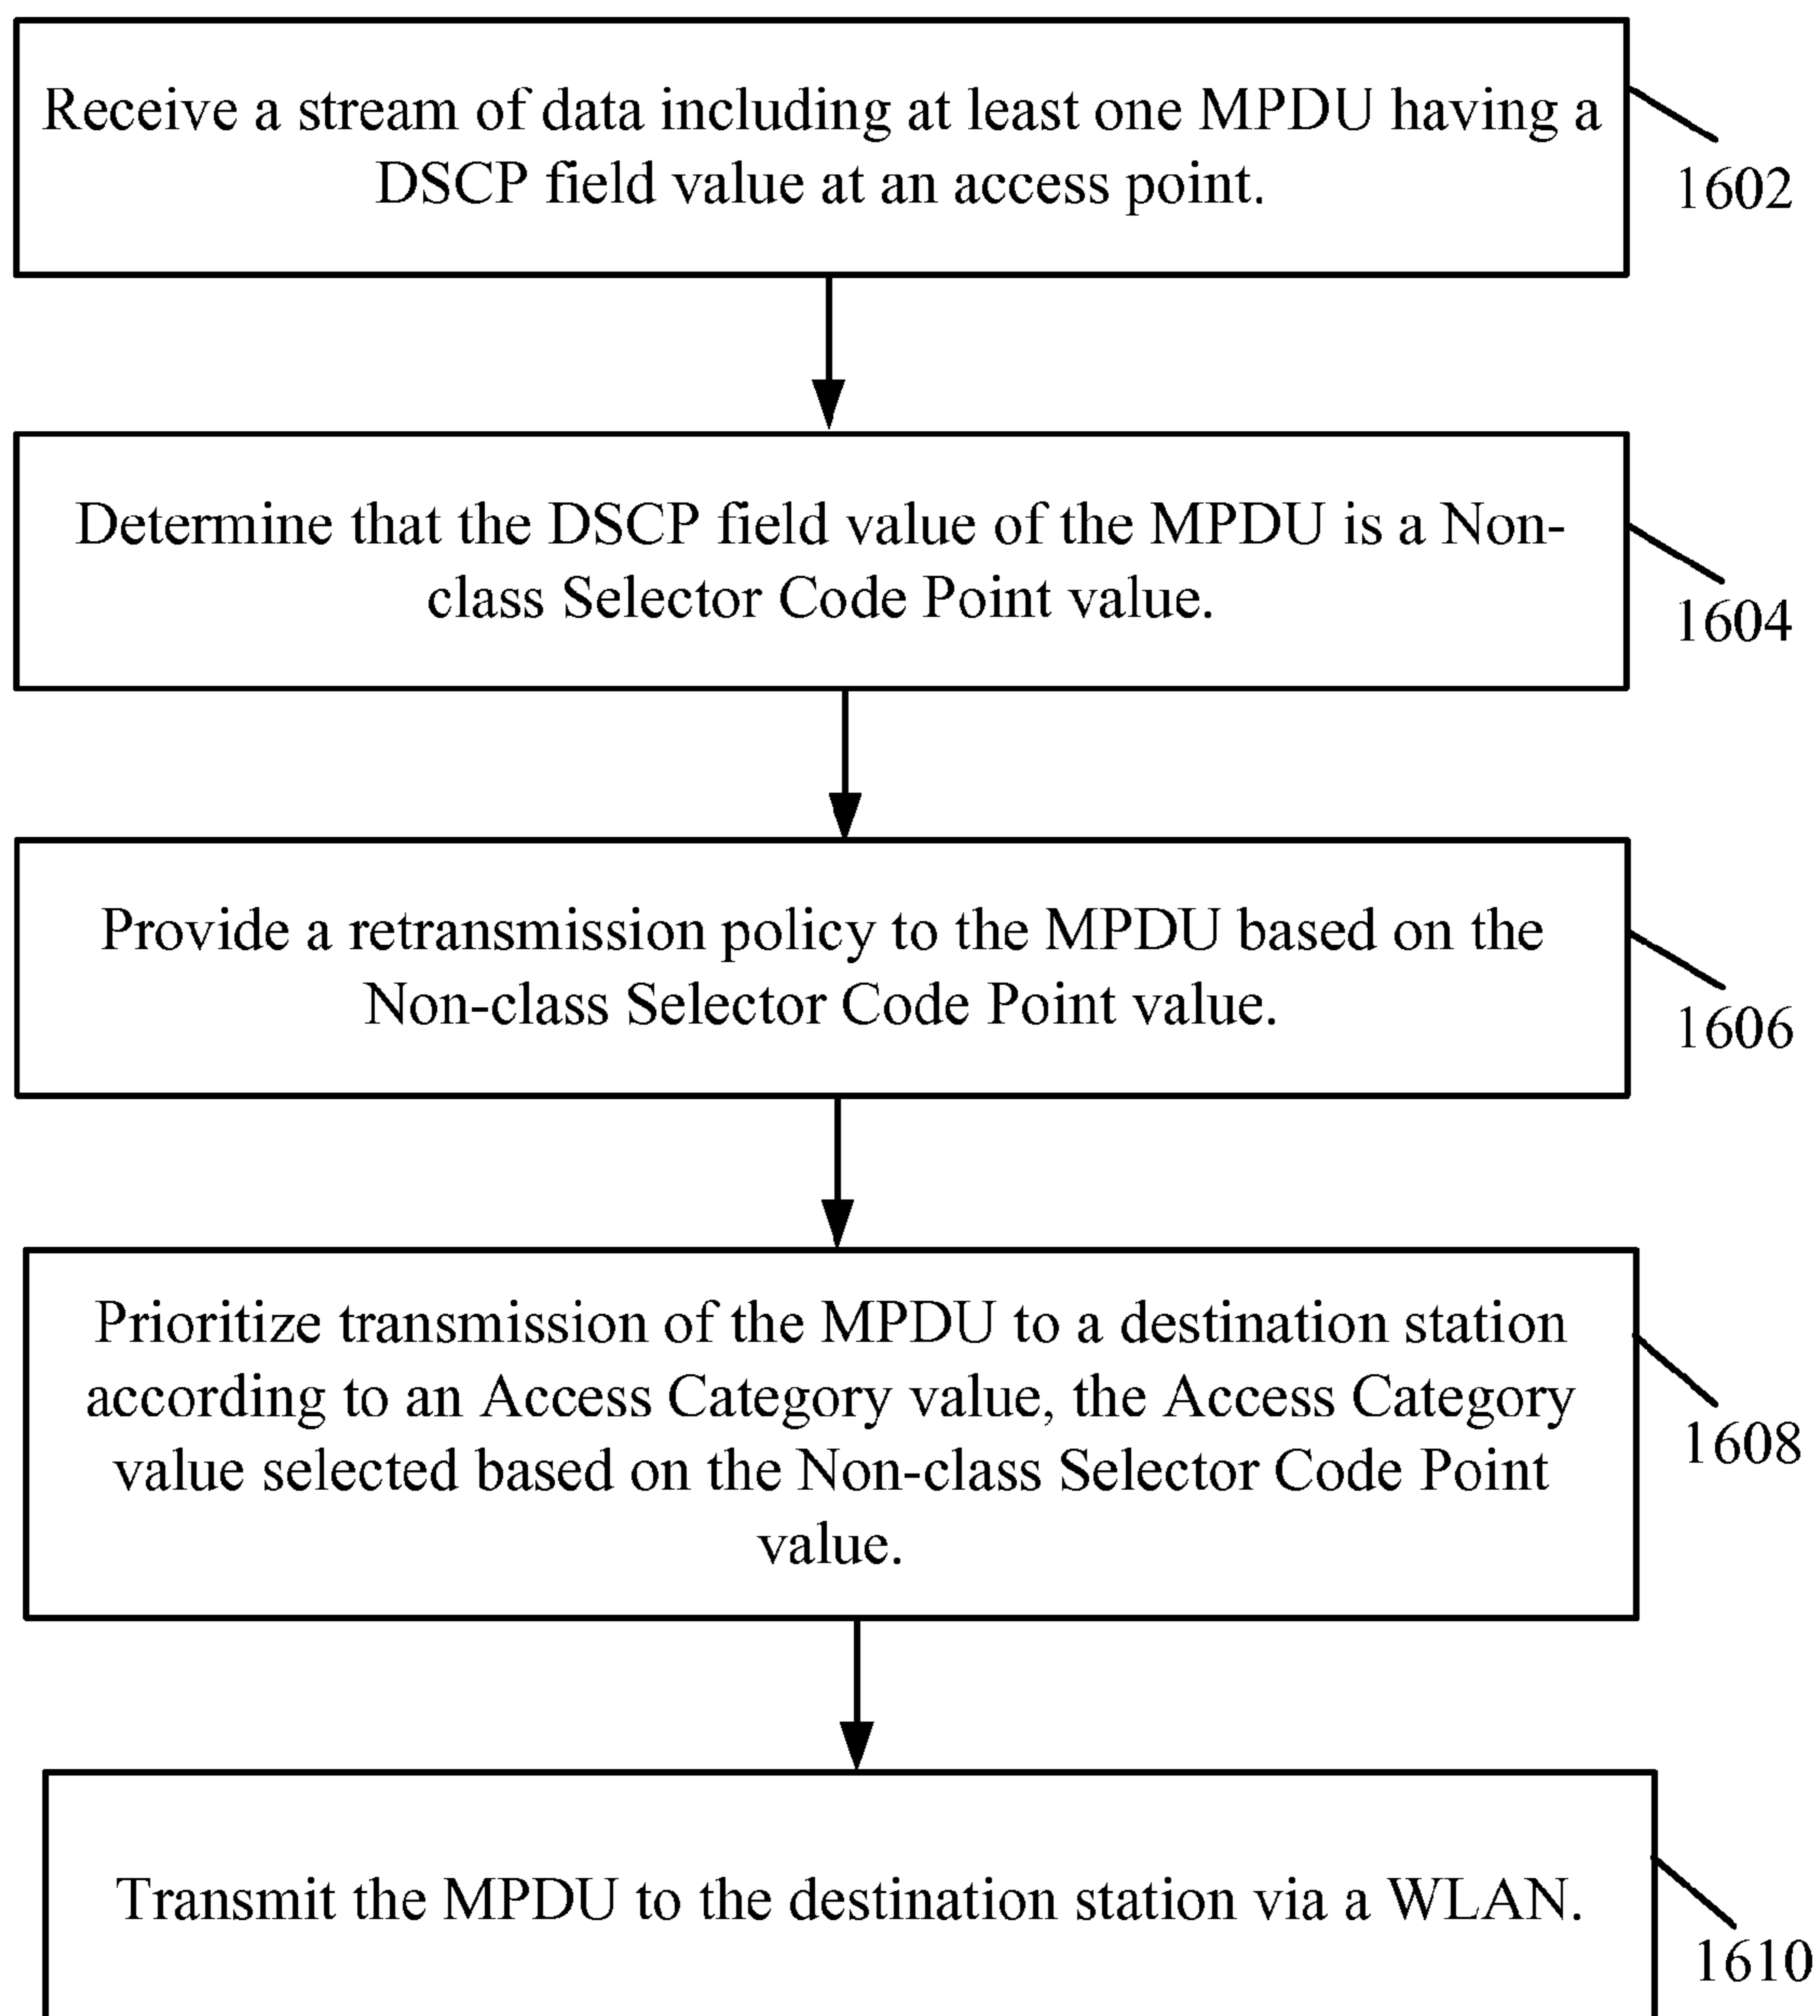 Receive a stream of data including at least one MPDU having a
DSCP field value at an access point.
1602
Determine that the DSCP field value of the MPDU is a Non-
class Selector Code Point value.
1604
Provide a retransmission policy to the MPDU based on the
Non-class Selector Code Point value.
1606
Prioritize transmission of the MPDU to a destination station
according to an Access Category value, the Access Category
value selected based on the Non-class Selector Code Point
value.
1608
Transmit the MPDU to the destination station via a WLAN.
1610